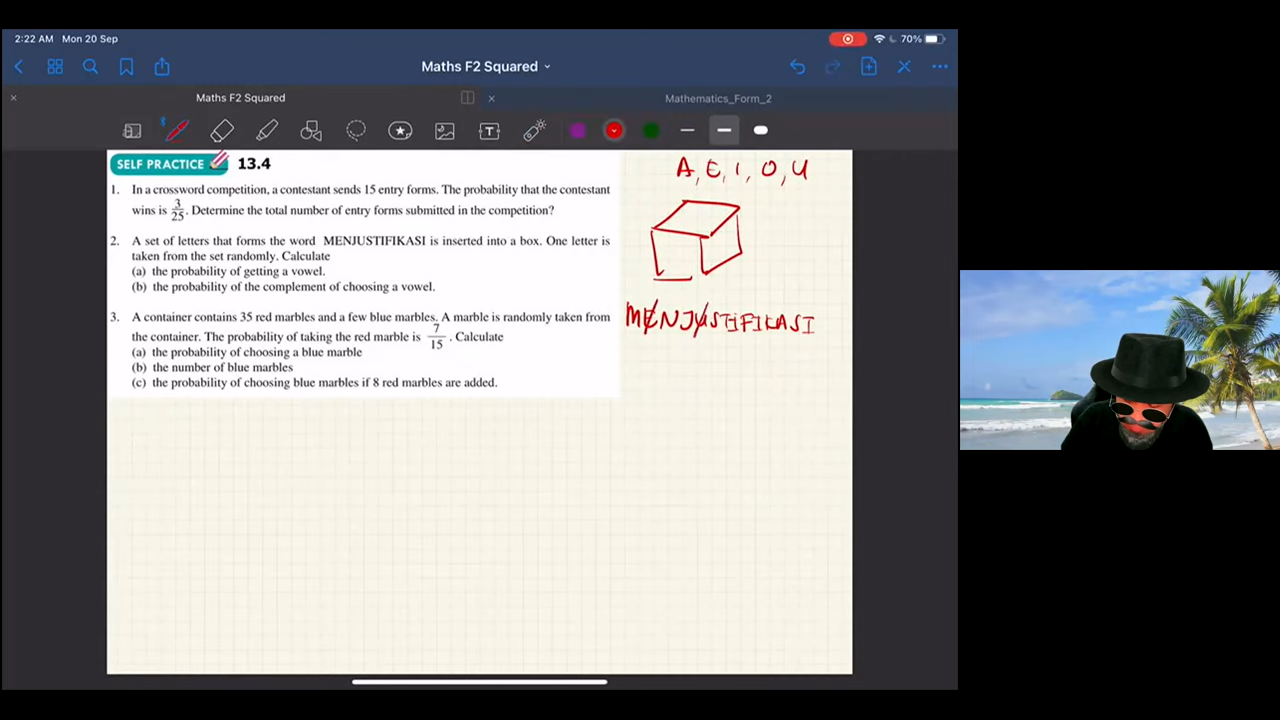 2:22 AM Mon 20 Sep
70%
Maths F2 Squared
Maths F2 Squared
Mathematics_Form_2
SELF PRACTICE 13.4
1. In a crossword competition, a contestant sends 15 entry forms. The probability that the contestant
wins is 3/25. Determine the total number of entry forms submitted in the competition?
2. A set of letters that forms the word MENJUSTIFIKASI is inserted into a box. One letter is
taken from the set randomly. Calculate
(a) the probability of getting a vowel.
(b) the probability of the complement of choosing a vowel.
3. A container contains 35 red marbles and a few blue marbles. A marble is randomly taken from
the container. The probability of taking the red marble is 7/15. Calculate
(a) the probability of choosing a blue marble
(b) the number of blue marbles
(c) the probability of choosing blue marbles if 8 red marbles are added.
A, E, I, O, U
MENJUSTIFIKASI